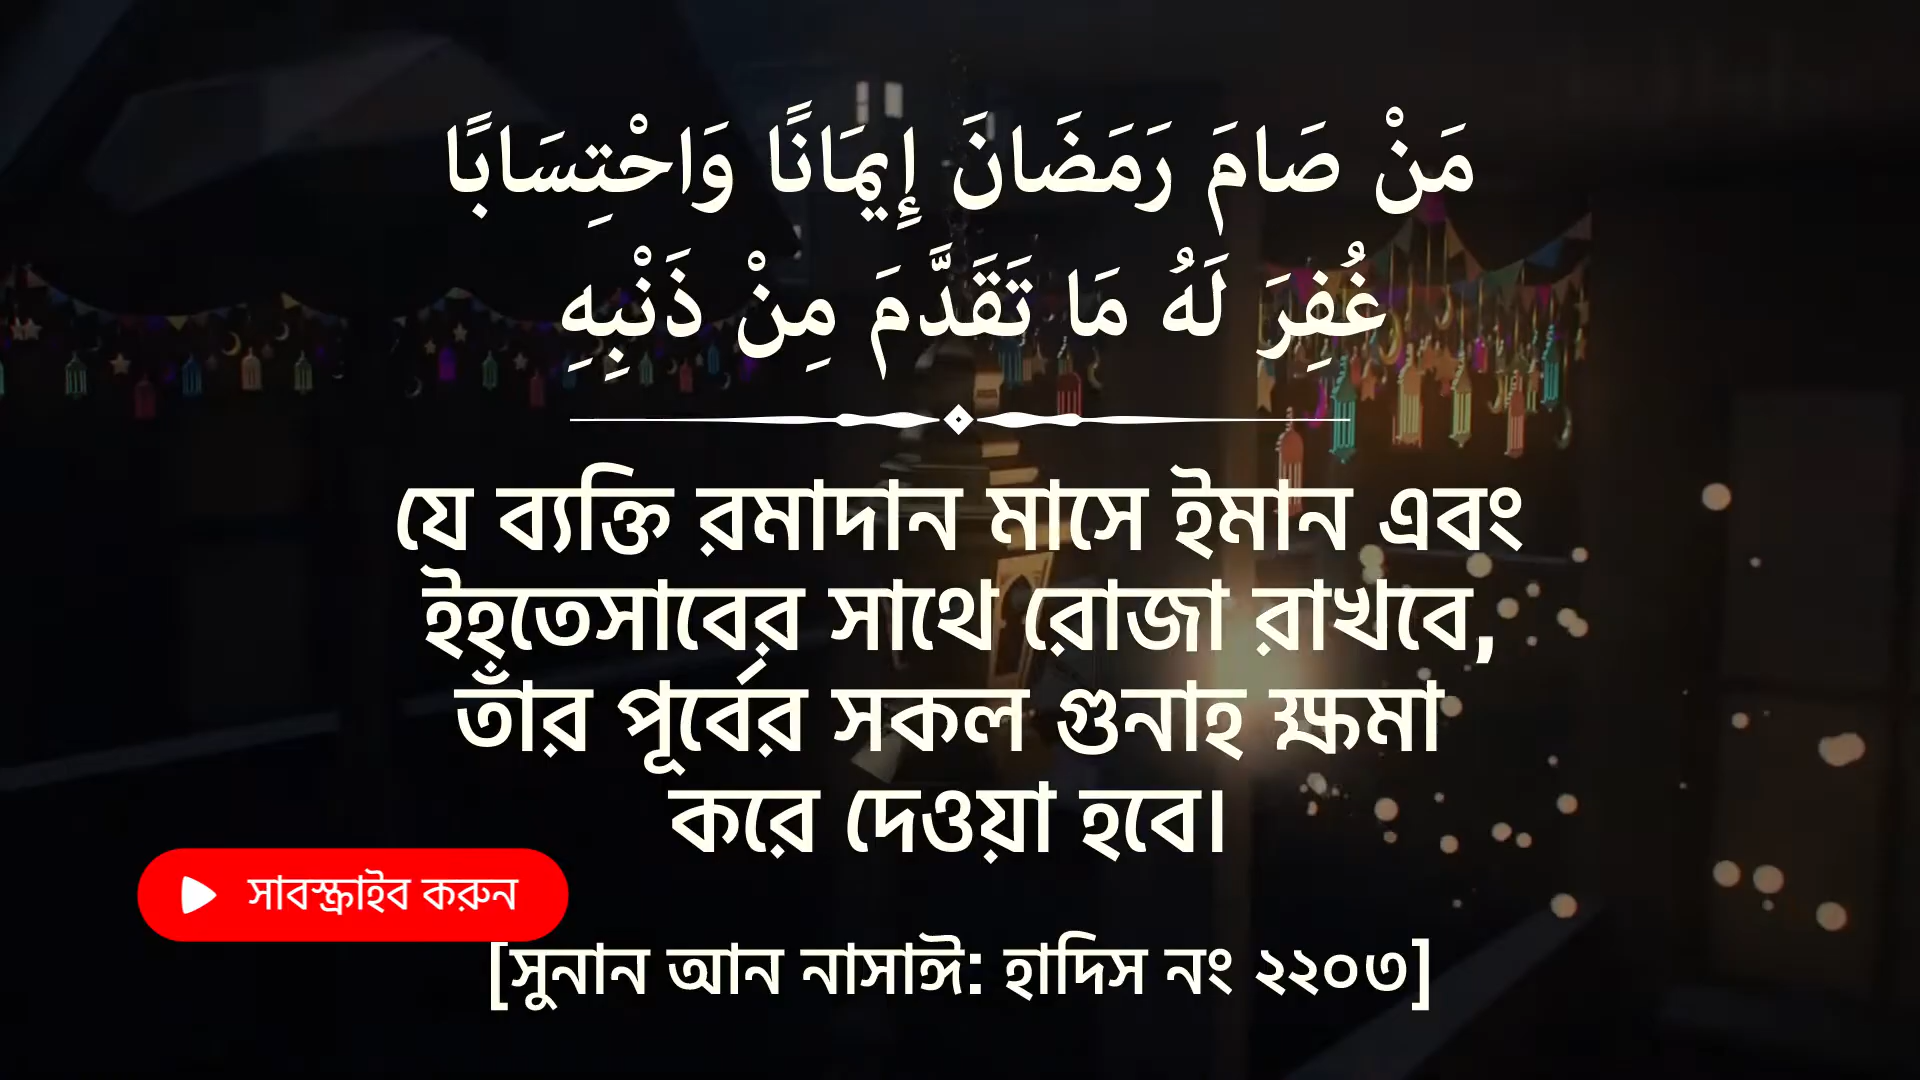 مَنْ صَامَ رَمَضَانَ إِيمَانًا وَاحْتِسَابًا
غُفِرَ لَهُ مَا تَقَدَّمَ مِنْ ذَنْبِهِ
যে ব্যক্তি রমাদান মাসে ইমান এবং
ইহতেসাবের সাথে রোজা রাখবে,
তাঁর পূর্বের সকল গুনাহ ক্ষমা
করে দেওয়া হবে।
সাবস্ক্রাইব করুন
[সুনান আন নাসাঈ: হাদিস নং ২২০৩]